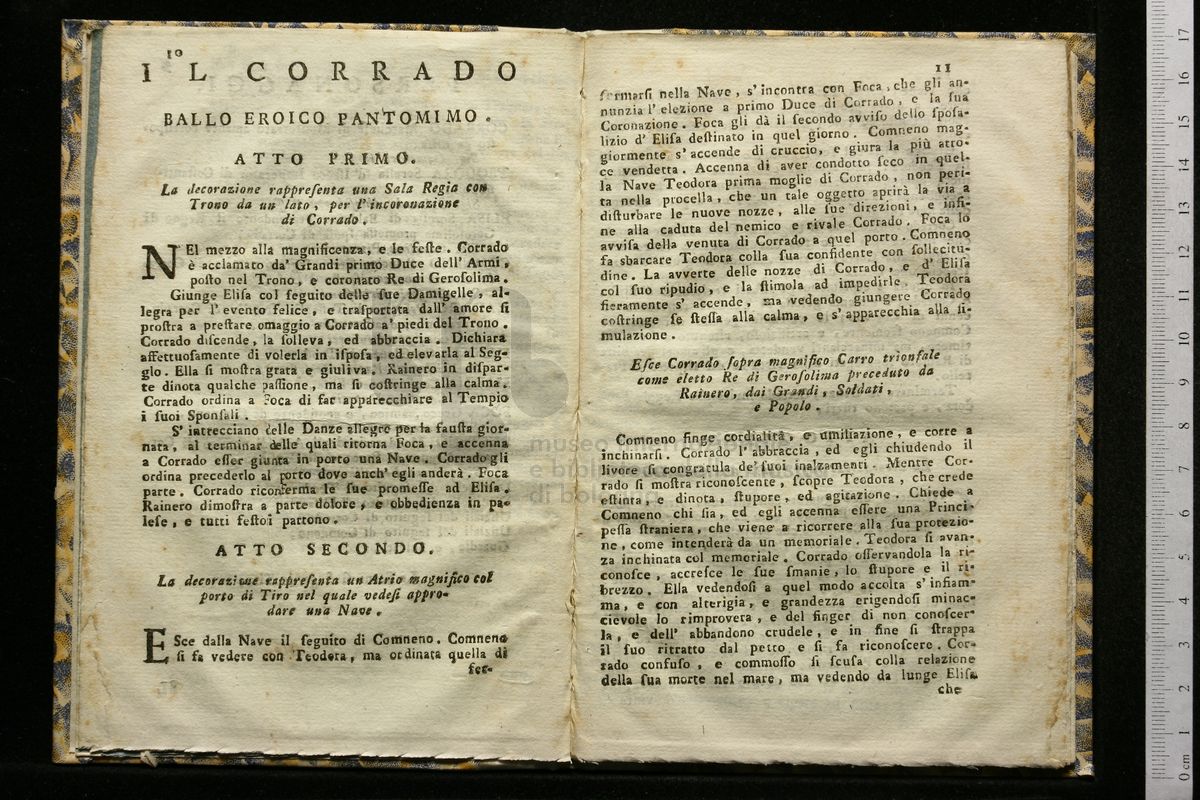 10
I L CORRADO
BALLO EROICO PANTOMIMO.
ATTO PRIMO.
La decorazione rappreſenta una Sala Regia con
Trono da un lato, per l'incoronazione
di Corrado.
NEl mezzo alla magnificenza, e le feſte. Corrado
è acclamato da' Grandi primo Duce dell' Armi,
poſto nel Trono, e coronato Re di Geroſolima.
Giunge Eliſa col ſeguito delle ſue Damigelle, al-
legra per l'evento felice, e traſportata dall' amore ſi
proſtra a preſtare omaggio a Corrado a' piedi del Trono.
Corrado diſcende, la ſolleva, ed abbraccia. Dichiara
affettuoſamente di volerla in iſpoſa, ed elevarla al Seg-
glo. Ella ſi moſtra grata e giuliva. Rainero in diſpar-
te dinota qualche paſſione, ma ſi coſtringe alla calma.
Corrado ordina a Foca di far apparecchiare al Tempio
i ſuoi Sponſali.
S' intrecciano delle Danze allegre per la fauſta gior-
nata, al terminar delle quali ritorna Foca, e accenna
a Corrado eſſer giunta in porto una Nave. Corrado gli
ordina precederlo al porto dove anch' egli anderà. Foca
parte. Corrado riconferma le ſue promeſſe ad Eliſa.
Rainero dimoſtra a parte dolore, e obbedienza in pa-
leſe, e tutti feſtoſi partono.
ATTO SECONDO.
La decorazione rappreſenta un Atrio magnifico col
porto di Tiro nel quale vedeſi appro-
dare una Nave.
ESce dalla Nave il ſeguito di Comneno. Comneno
ſi fa vedere con Teodora, ma ordinata quella di
fer-
11
fermarſi nella Nave, s' incontra con Foca, che gli an-
nunzia l' elezione a primo Duce di Corrado, e la ſua
Coronazione. Foca gli dà il ſecondo avviſo dello ſpoſa-
lizio d' Eliſa deſtinato in quel giorno. Comneno mag-
giormente s' accende di cruccio, e giura la più atro-
ce vendetta. Accenna di aver condotto ſeco in quel-
la Nave Teodora prima moglie di Corrado, non peri-
ta nella procella, che un tale oggetto aprirà la via a
diſturbare le nuove nozze, alle ſue direzioni, e infi-
ne alla caduta del nemico e rivale Corrado. Foca lo
avviſa della venuta di Corrado a quel porto. Comneno
fa sbarcare Teodora colla ſua confidente con ſollecitu-
dine. La avverte delle nozze di Corrado, e d' Eliſa
col ſuo ripudio, e la ſtimola ad impedirle. Teodora
fieramente s' accende, ma vedendo giungere Corrado
coſtringe ſe ſteſſa alla calma, e s' apparecchia alla ſi-
mulazione.
Eſce Corrado ſopra magnifico Carro trionfale
come eletto Re di Geroſolima preceduto da
Rainero, dai Grandi, Soldati,
e Popolo.
Comneno finge cordialità, e umiliazione, e corre a
inchinarſi. Corrado l' abbraccia, ed egli chiudendo il
livore ſi congratula de' ſuoi inalzamenti. Mentre Cor-
rado ſi moſtra riconoſcente, ſcopre Teodora, che crede
eſtinta, e dinota, ſtupore, ed agitazione. Chiede a
Comneno chi ſia, ed egli accenna eſſere una Princi-
peſſa ſtraniera, che viene a ricorrere alla ſua protezio-
ne, come intenderà da un memoriale. Teodora ſi avan-
za inchinata col memoriale. Corrado oſſervandola la ri-
conoſce, accreſce le ſue ſmanie, lo ſtupore e il ri-
brezzo. Ella vedendoſi a quel modo accolta s' infiam-
ma, e con alterigia, e grandezza erigendoſi minac-
cievole lo rimprovera, e del finger di non conoſcer-
la, e dell' abbandono crudele, e in fine ſi ſtrappa
il ſuo ritratto dal petto e ſi fa riconoſcere. Cor-
rado confuſo, e commoſſo ſi ſcuſa colla relazione
della ſua morte nel mare, ma vedendo da lunge Eliſa
che
museo
e bibl
di bolo
0 cm 1 2 3 4 5 6 7 8 9 10 11 12 13 14 15 16 17